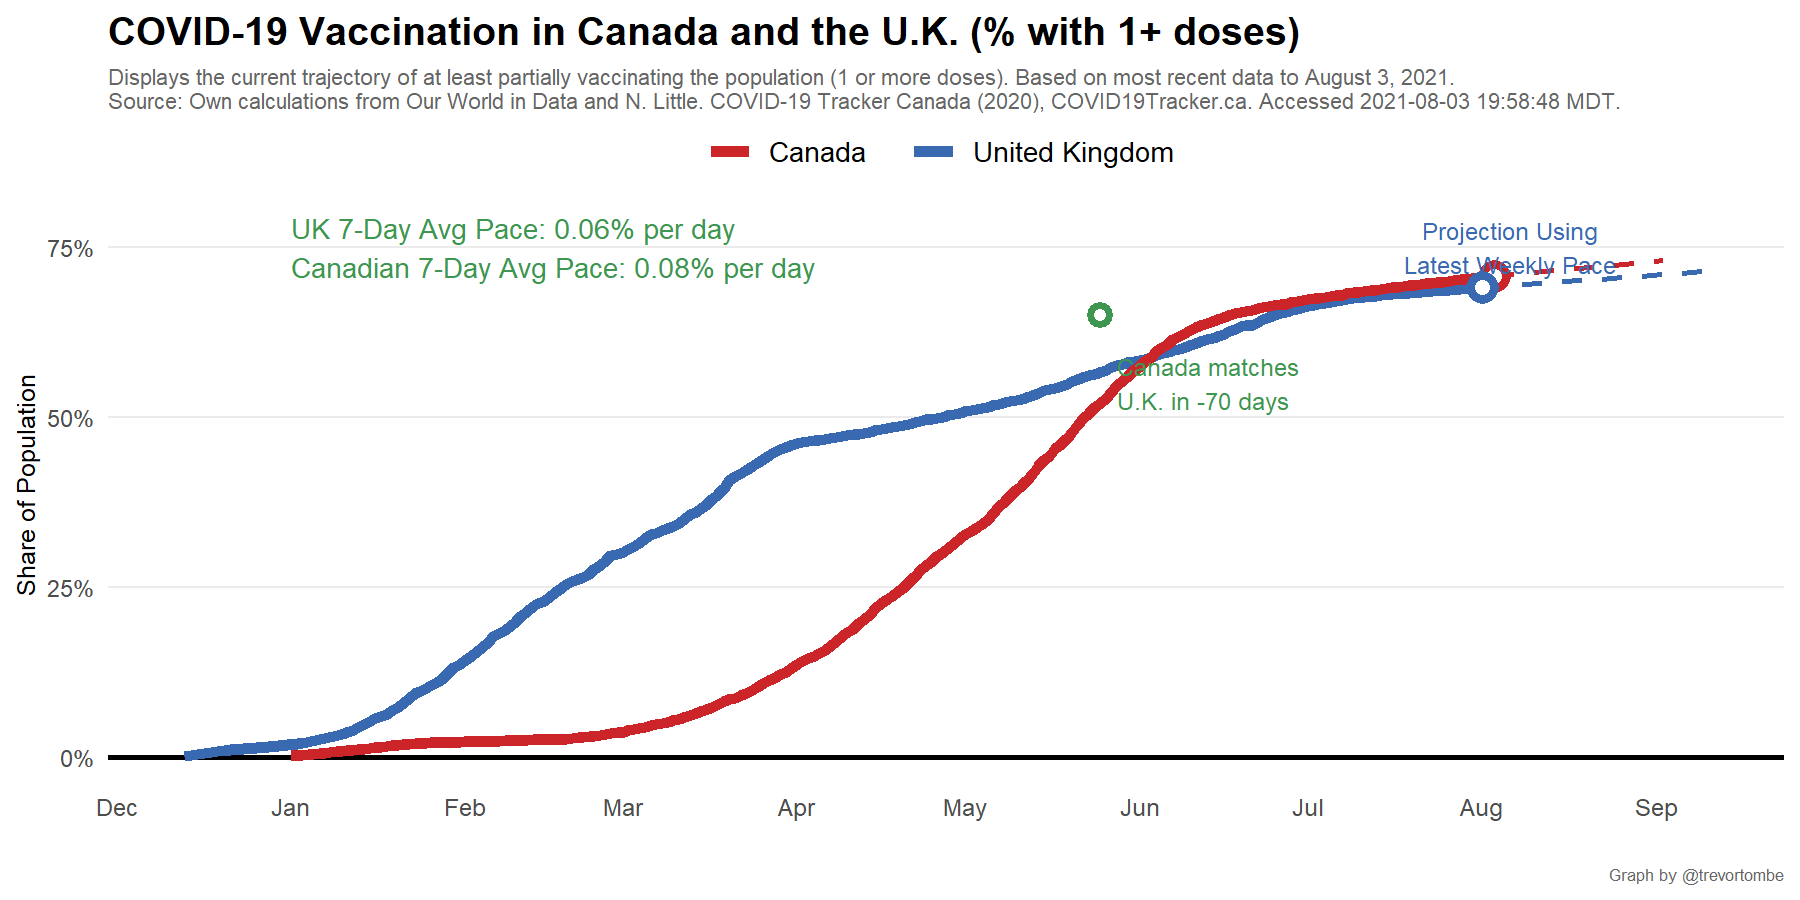 COVID-19 Vaccination in Canada and the U.K. (% with 1+ doses)
Displays the current trajectory of at least partially vaccinating the population (1 or more doses). Based on most recent data to August 3, 2021.
Source: Own calculations from Our World in Data and N. Little. COVID-19 Tracker Canada (2020), COVID19Tracker.ca. Accessed 2021-08-03 19:58:48 MDT.
Canada United Kingdom
UK 7-Day Avg Pace: 0.06% per day
Canadian 7-Day Avg Pace: 0.08% per day
Projection Using
Latest Weekly Pace
Canada matches
U.K. in -70 days
Share of Population
75%
50%
25%
0%
Dec Jan Feb Mar Apr May Jun Jul Aug Sep
Graph by @trevortombe